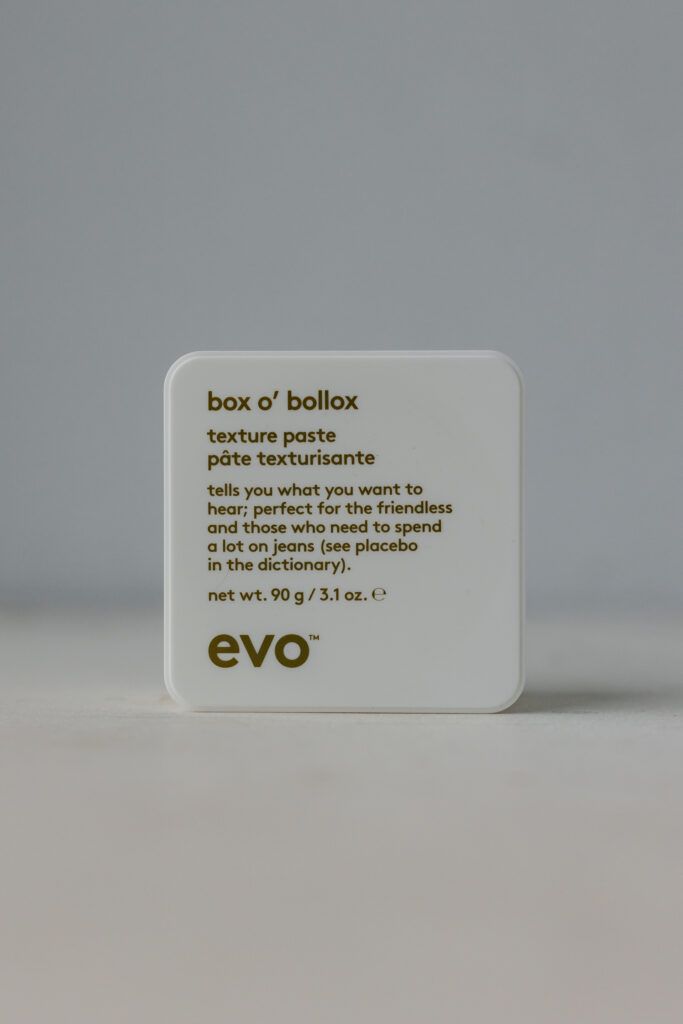 box o' bollox
texture paste
pâte texturisante
tells you what you want to
hear; perfect for the friendless
and those who need to spend
a lot on jeans (see placebo
in the dictionary).
net wt. 90 g / 3.1 oz. ℮
evo™